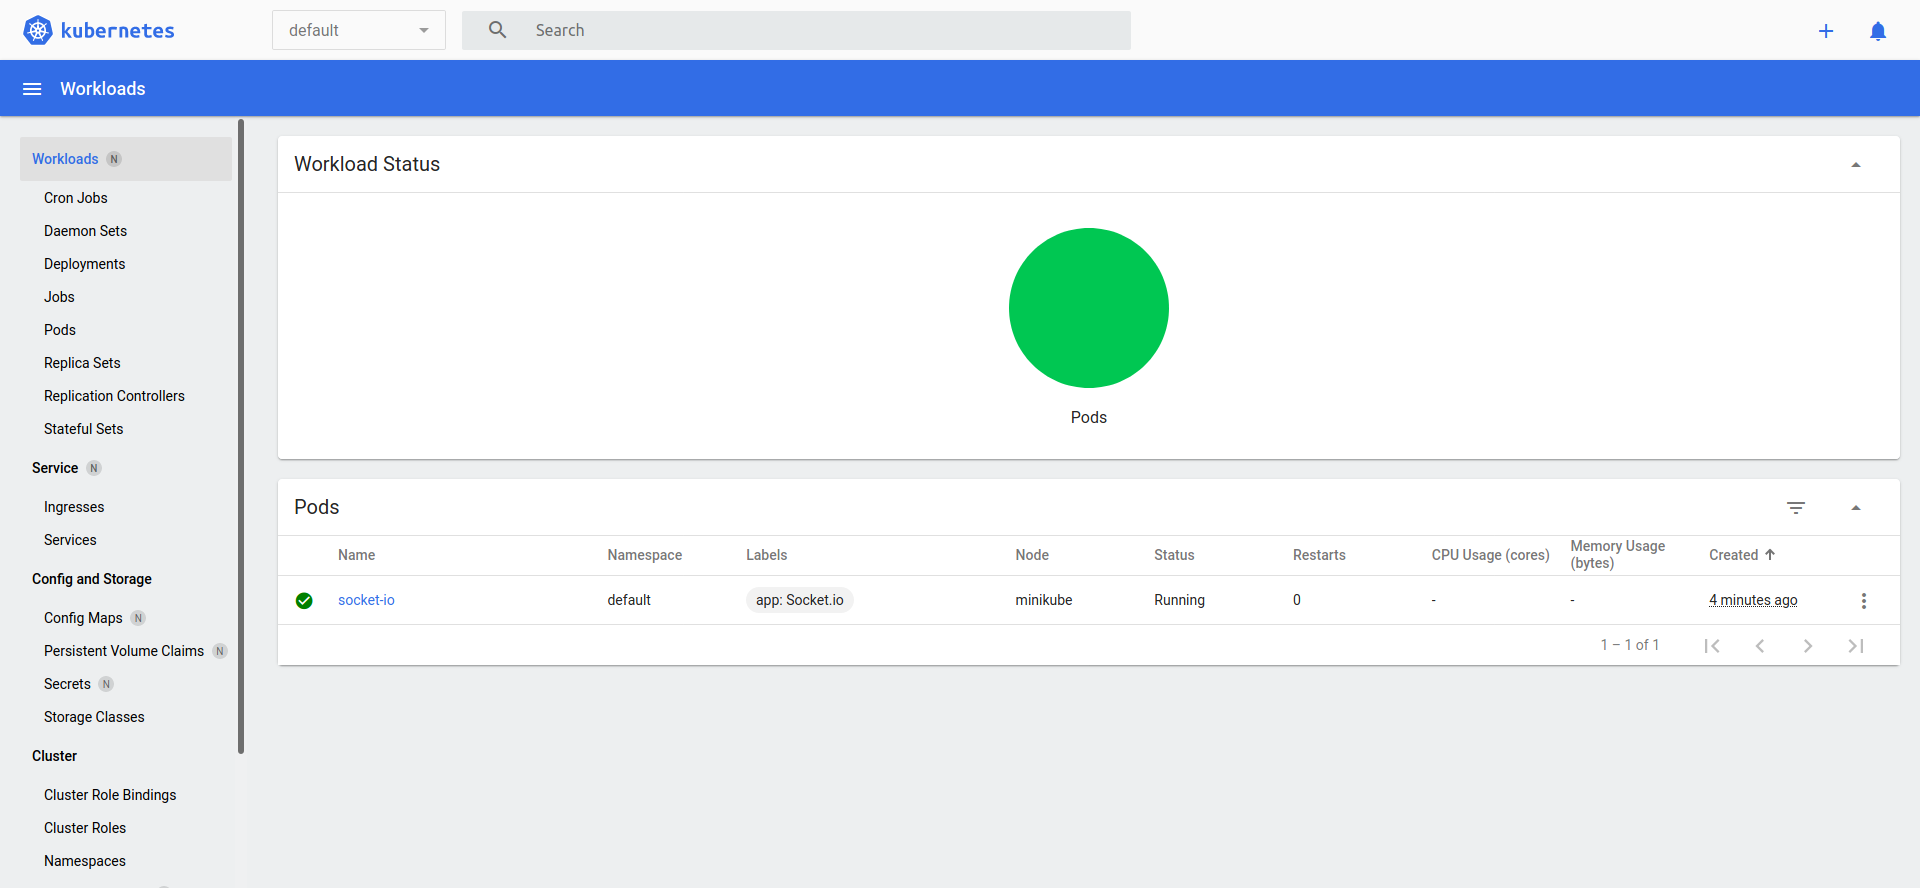 kubernetes
default
Search
Workloads
Workloads N
Cron Jobs
Daemon Sets
Deployments
Jobs
Pods
Replica Sets
Replication Controllers
Stateful Sets
Service N
Ingresses
Services
Config and Storage
Config Maps N
Persistent Volume Claims N
Secrets N
Storage Classes
Cluster
Cluster Role Bindings
Cluster Roles
Namespaces
Workload Status
Pods
Pods
Name Namespace Labels Node Status Restarts CPU Usage (cores) Memory Usage (bytes) Created
socket-io default app: Socket.io minikube Running 0 - - 4 minutes ago
1 – 1 of 1